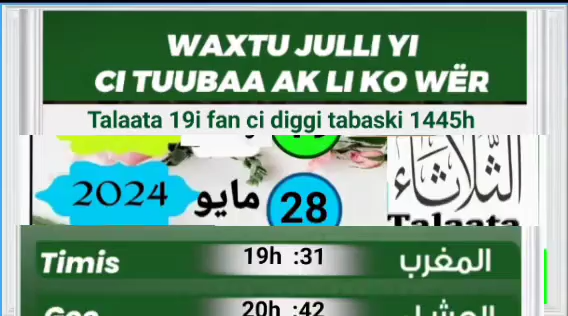 WAXTU JULLI YI
CI TUUBAA AK LI KO WËR
Talaata 19i fan ci diggi tabaski 1445h
28 مايو 2024
الثلاثاء
Talaata
Timis 19h :31 المغرب
20h :42